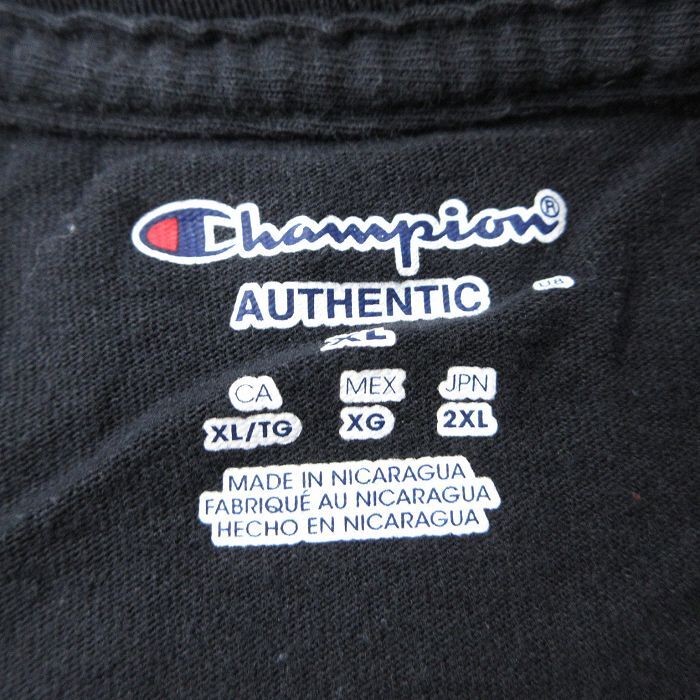 Champion®
AUTHENTIC
XL
CA MEX JPN
XL/TG XG 2XL
MADE IN NICARAGUA
FABRIQUÉ AU NICARAGUA
HECHO EN NICARAGUA